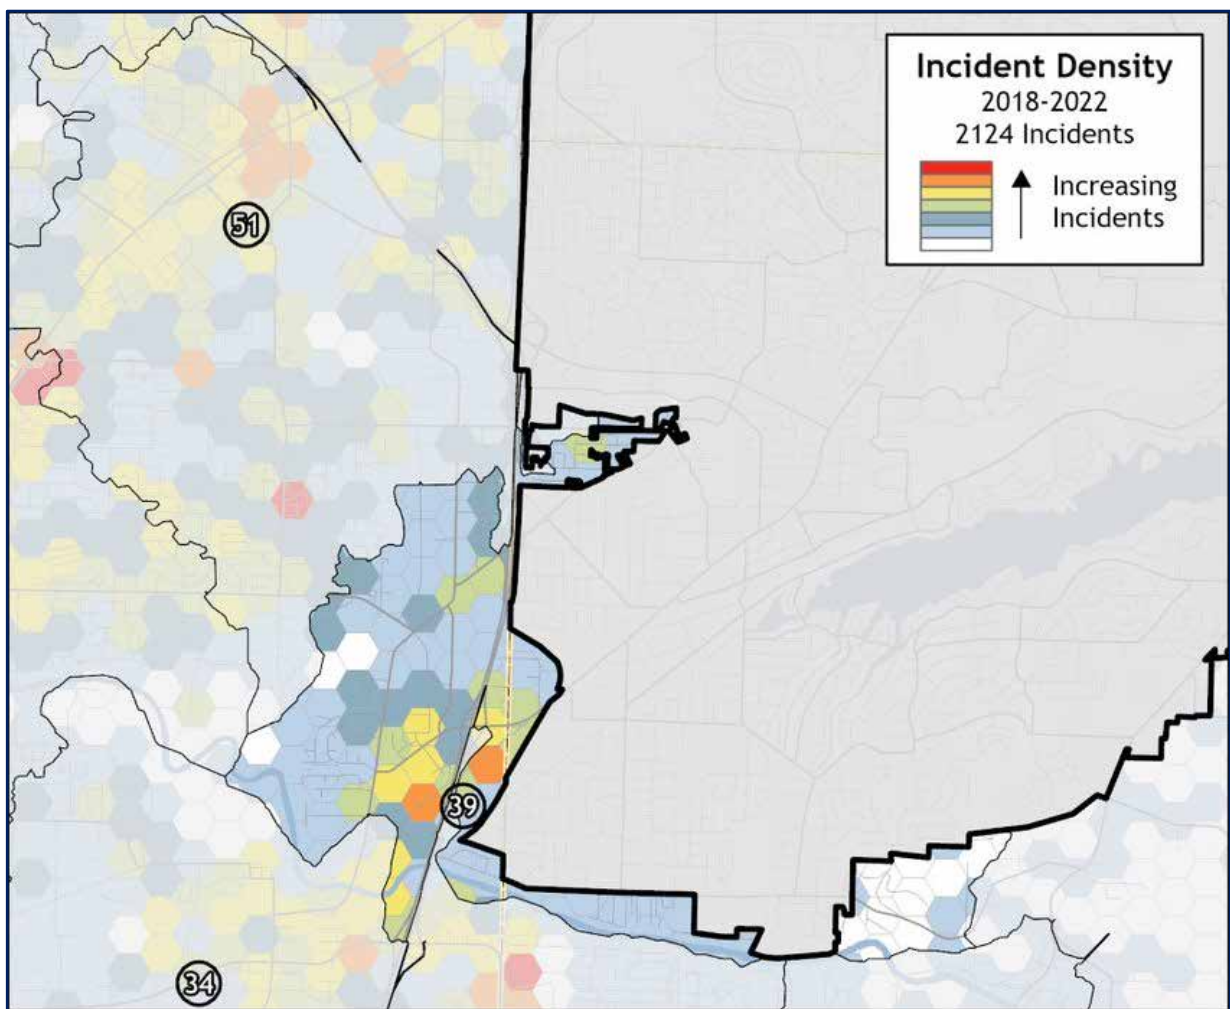 Incident Density
2018-2022
2124 Incidents
Increasing
Incidents
51
39
34